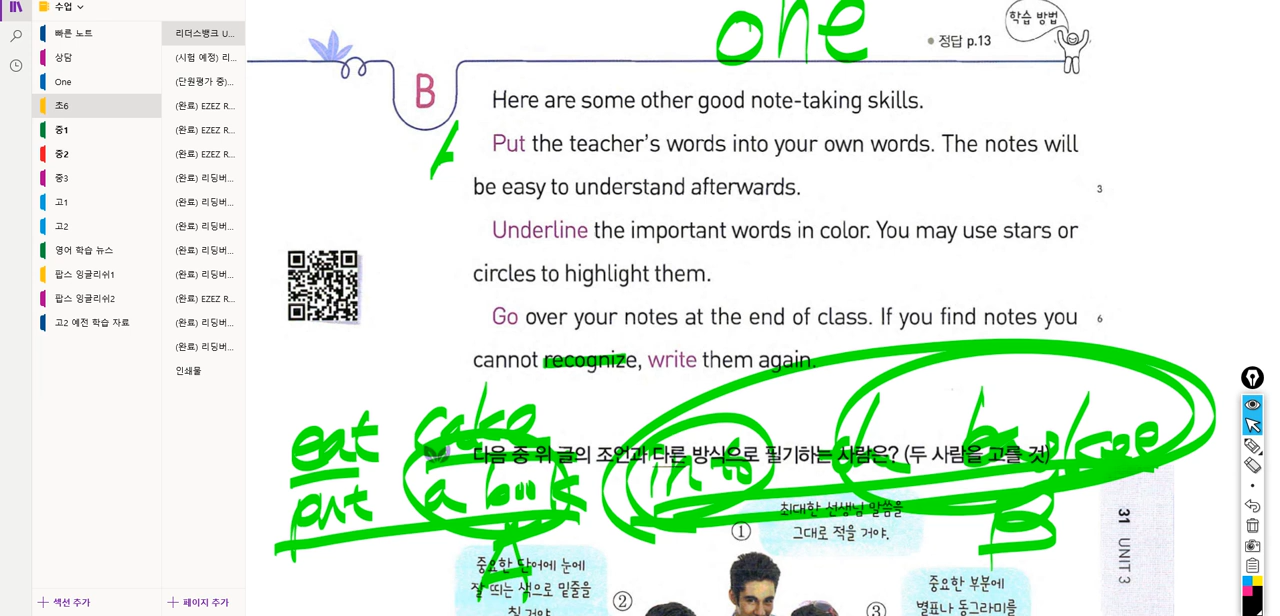 수업
빠른 노트
상담
One
초6
중1
중2
중3
고1
고2
영어 학습 뉴스
팝스 잉글리쉬1
팝스 잉글리쉬2
고2 예전 학습 자료
섹션 추가
리더스뱅크 U...
(시험 예정) 리...
(단원평가 중)...
(완료) EZEZ R...
(완료) EZEZ R...
(완료) EZEZ R...
(완료) 리딩버...
(완료) 리딩버...
(완료) 리딩버...
(완료) 리딩버...
(완료) 리딩버...
(완료) EZEZ R...
(완료) 리딩버...
(완료) 리딩버...
인쇄물
페이지 추가
one
학습 방법
정답 p.13
B
Here are some other good note-taking skills.
Put the teacher's words into your own words. The notes will
be easy to understand afterwards.
3
Underline the important words in color. You may use stars or
circles to highlight them.
Go over your notes at the end of class. If you find notes you
6
cannot recognize, write them again.
eat cake
put a book into
A
B
다음 중 위 글의 조언과 다른 방식으로 필기하는 사람은? (두 사람을 고를 것)
① 최대한 선생님 말씀을
그대로 적을 거야.
② 중요한 단어에 눈에
잘 띄는 색으로 밑줄을
칠 거야.
③ 중요한 부분에
별표나 동그라미를
31 UNIT 3